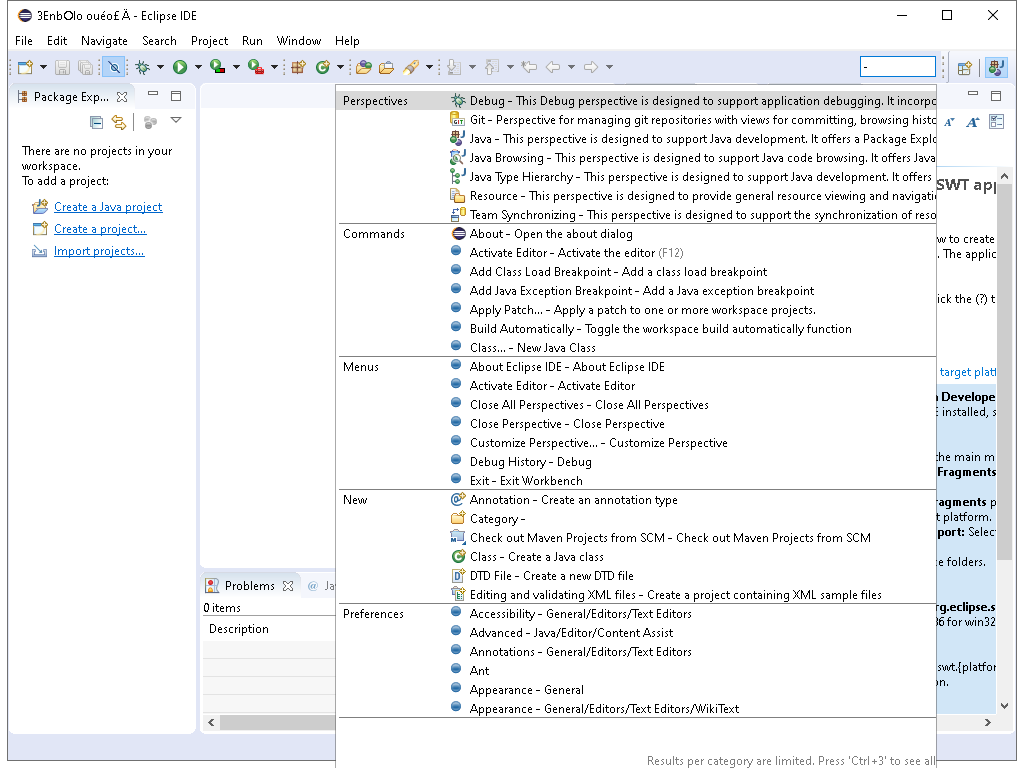 3EnbOlo ouéo£Ä - Eclipse IDE
File Edit Navigate Search Project Run Window Help
-
Package Exp...
There are no projects in your
workspace.
To add a project:
Create a Java project
Create a project...
Import projects...
Perspectives
Debug - This Debug perspective is designed to support application debugging. It incorpo
Git - Perspective for managing git repositories with views for committing, browsing histo
Java - This perspective is designed to support Java development. It offers a Package Explo
Java Browsing - This perspective is designed to support Java code browsing. It offers Java
Java Type Hierarchy - This perspective is designed to support Java development. It offers
Resource - This perspective is designed to provide general resource viewing and navigati
Team Synchronizing - This perspective is designed to support the synchronization of reso
Commands
About - Open the about dialog
Activate Editor - Activate the editor (F12)
Add Class Load Breakpoint - Add a class load breakpoint
Add Java Exception Breakpoint - Add a Java exception breakpoint
Apply Patch... - Apply a patch to one or more workspace projects.
Build Automatically - Toggle the workspace build automatically function
Class... - New Java Class
Menus
About Eclipse IDE - About Eclipse IDE
Activate Editor - Activate Editor
Close All Perspectives - Close All Perspectives
Close Perspective - Close Perspective
Customize Perspective... - Customize Perspective
Debug History - Debug
Exit - Exit Workbench
New
Annotation - Create an annotation type
Category -
Check out Maven Projects from SCM - Check out Maven Projects from SCM
Class - Create a Java class
DTD File - Create a new DTD file
Editing and validating XML files - Create a project containing XML sample files
Preferences
Accessibility - General/Editors/Text Editors
Advanced - Java/Editor/Content Assist
Annotations - General/Editors/Text Editors
Ant
Appearance - General
Appearance - General/Editors/Text Editors/WikiText
Results per category are limited. Press 'Ctrl+3' to see all
SWT app
w to create
. The applic
ick the (?) t
target platf
Develope
installed, s
he main m
Fragments
agments p
t platform.
port: Selec
e folders.
rg.eclipse.s
86 for win32
swt.{platfo
on.
Problems
@ Ja
0 items
Description